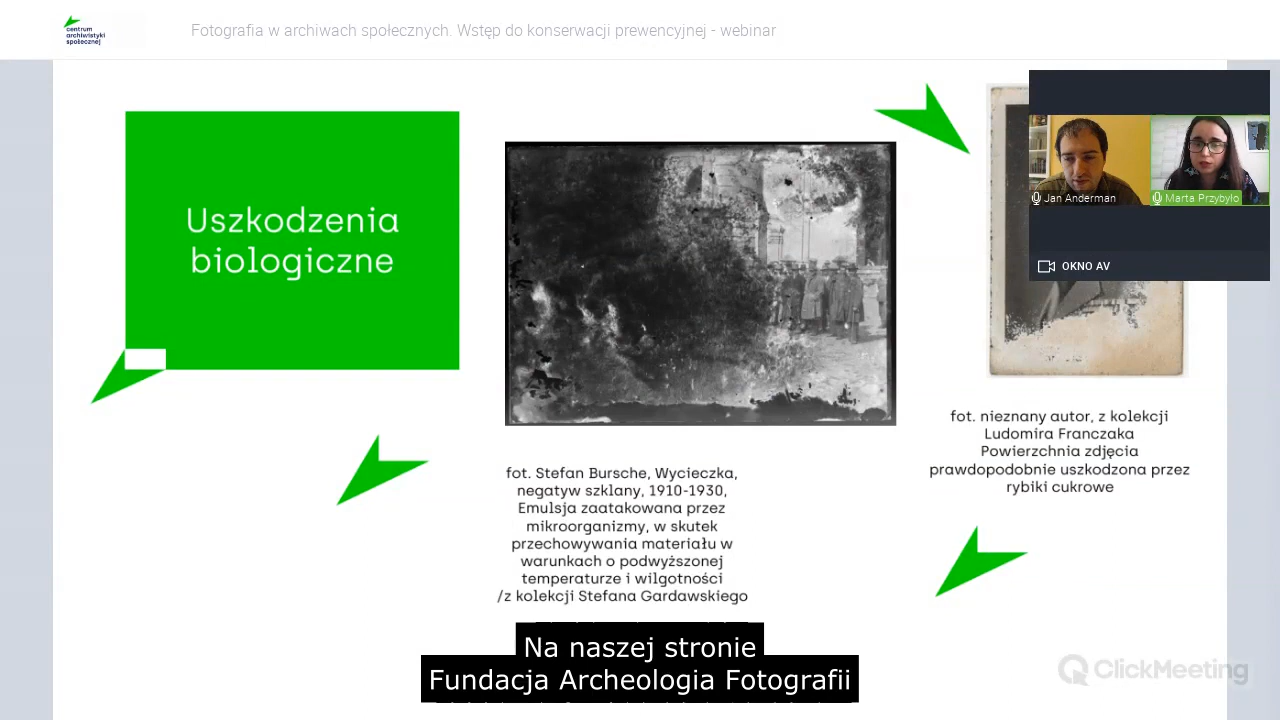 centrum
archiwistyki
społecznej
Fotografia w archiwach społecznych. Wstęp do konserwacji prewencyjnej - webinar
Uszkodzenia
biologiczne
Jan Anderman
Marta Przybyło
OKNO AV
fot. nieznany autor, z kolekcji
Ludomira Franczaka
Powierzchnia zdjęcia
prawdopodobnie uszkodzona przez
rybiki cukrowe
fot. Stefan Bursche, Wycieczka,
negatyw szklany, 1910-1930,
Emulsja zaatakowana przez
mikroorganizmy, w skutek
przechowywania materiału w
warunkach o podwyższonej
temperaturze i wilgotności
/z kolekcji Stefana Gardawskiego
Na naszej stronie
Fundacja Archeologia Fotografii
ClickMeeting